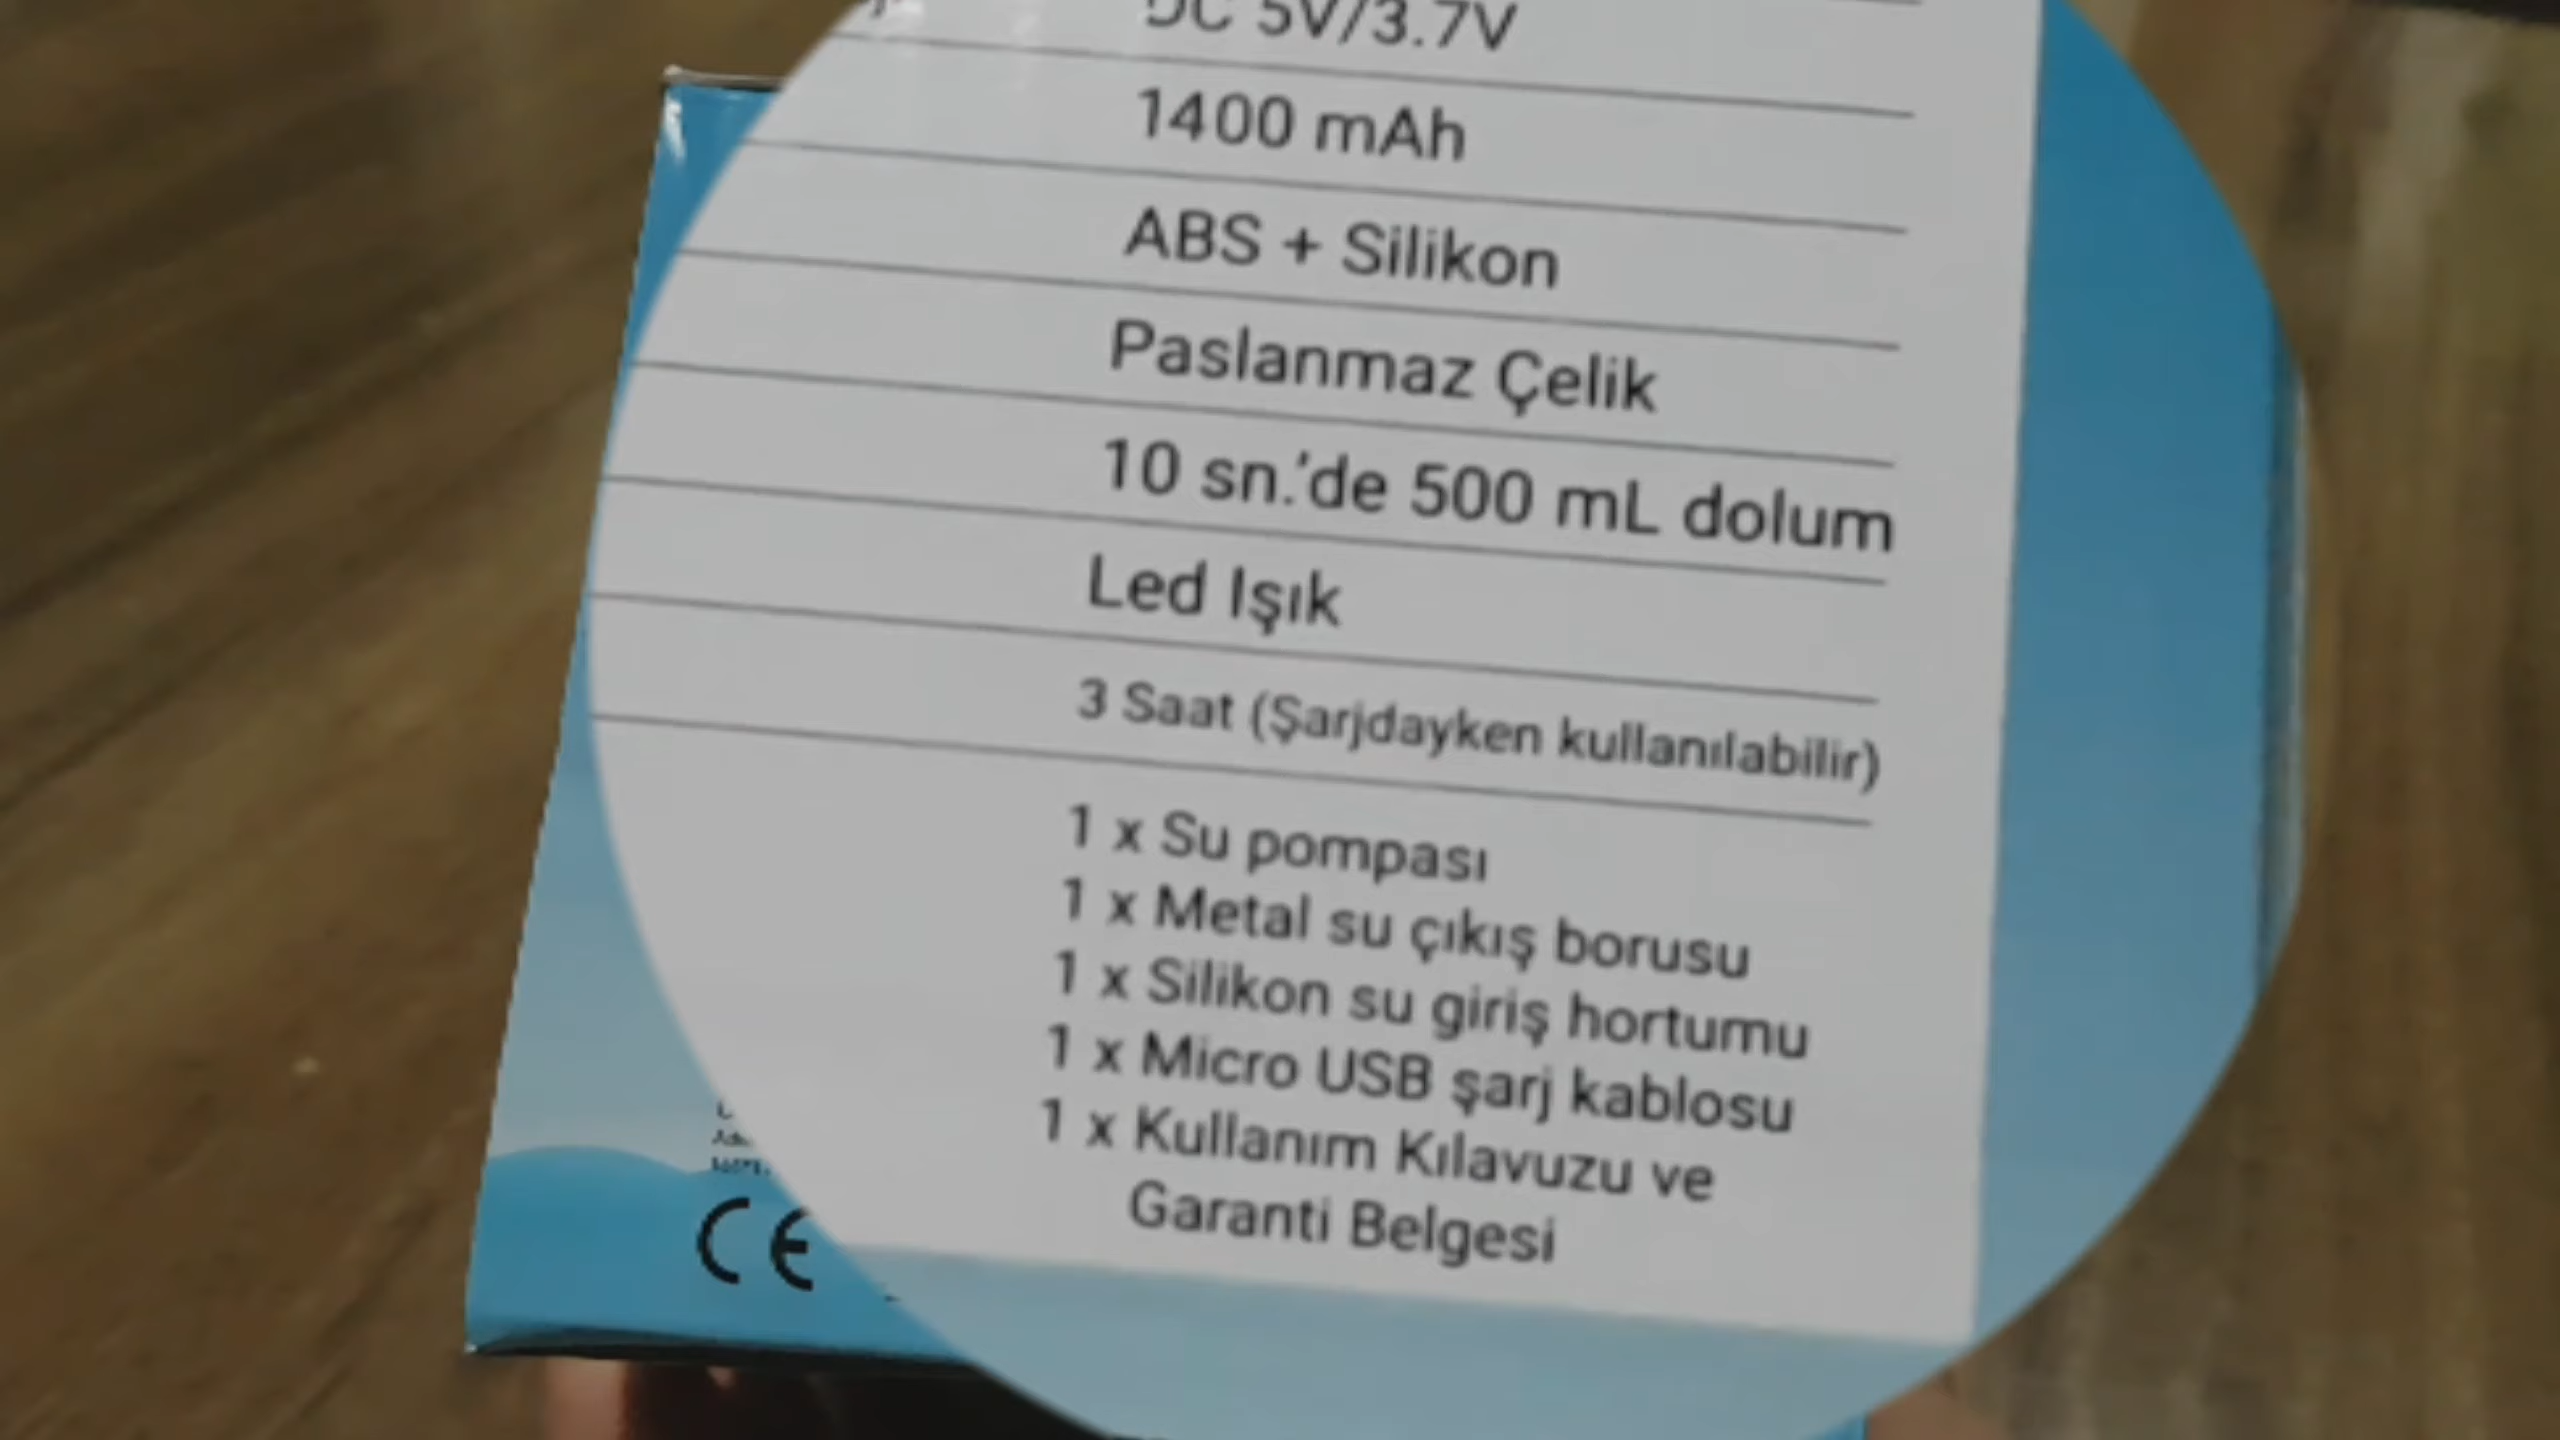 DC 5V/3.7V
1400 mAh
ABS + Silikon
Paslanmaz Çelik
10 sn.'de 500 mL dolum
Led Işık
3 Saat (Şarjdayken kullanılabilir)
1 x Su pompası
1 x Metal su çıkış borusu
1 x Silikon su giriş hortumu
1 x Micro USB şarj kablosu
1 x Kullanım Kılavuzu ve
Garanti Belgesi
CE